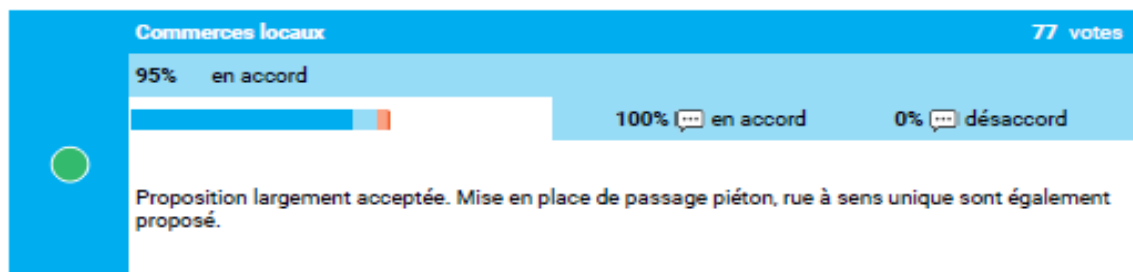 Commerces locaux 77 votes
95% en accord
100% en accord 0% désaccord
Proposition largement acceptée. Mise en place de passage piéton, rue à sens unique sont également
proposé.